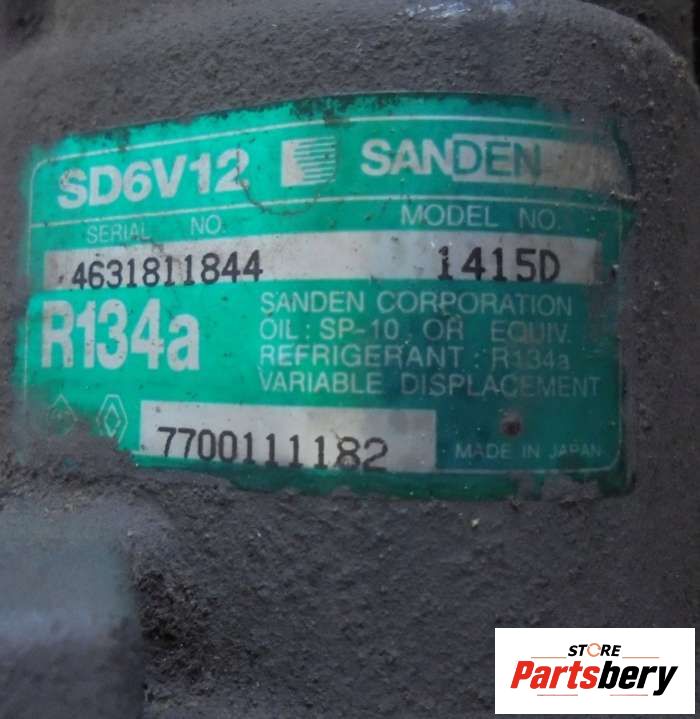 SD6V12 SANDEN
SERIAL NO. MODEL NO.
4631811844 1415D
R134a
SANDEN CORPORATION
OIL: SP-10 OR EQUIV.
REFRIGERANT : R134a
VARIABLE DISPLACEMENT
7700111182
MADE IN JAPAN
STORE
Partsbery